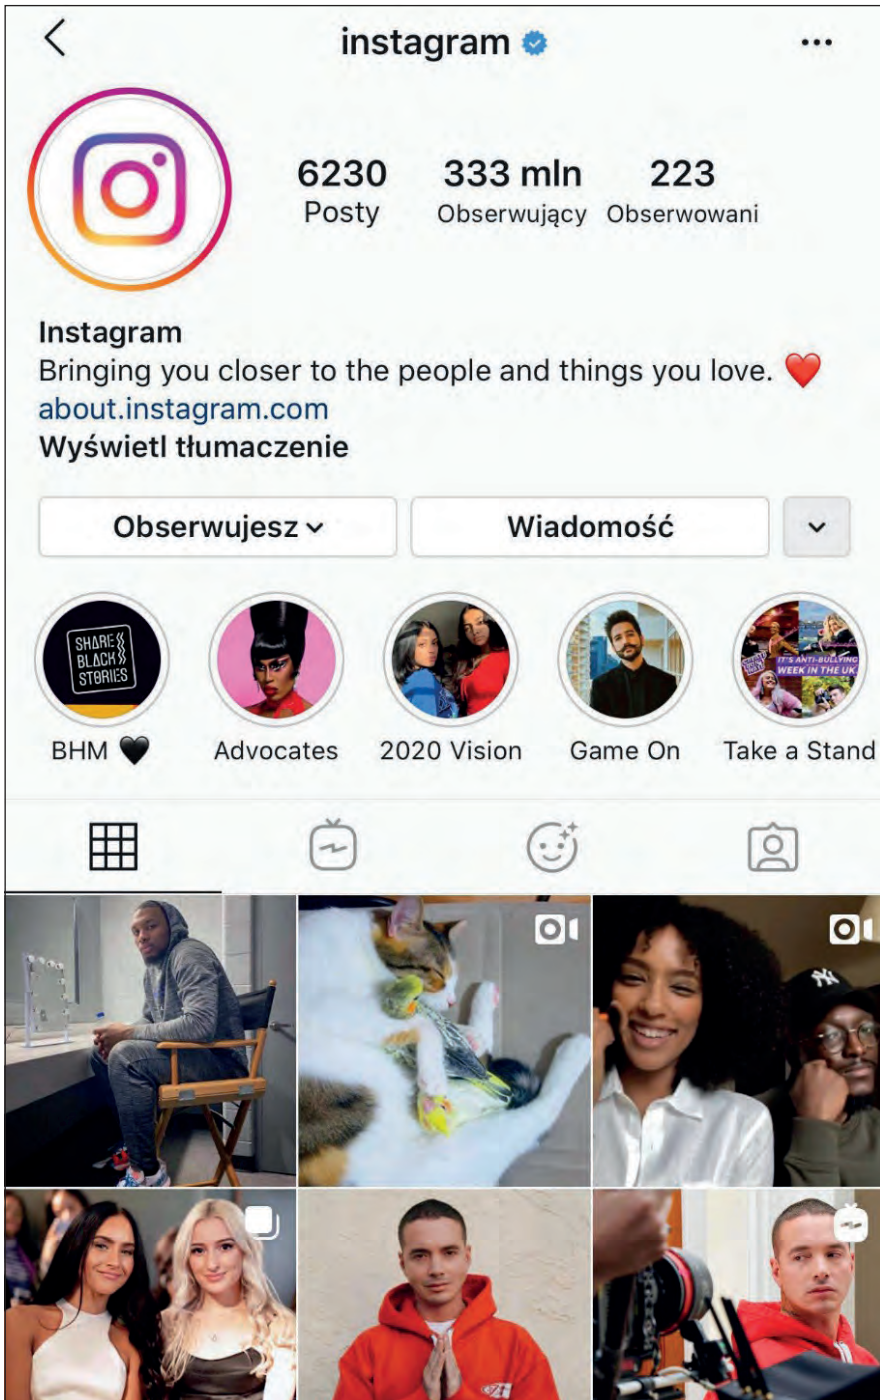 instagram
6230 333 mln 223
Posty Obserwujący Obserwowani
Instagram
Bringing you closer to the people and things you love. ❤️
about.instagram.com
Wyświetl tłumaczenie
Obserwujesz Wiadomość
SHARE
BLACK
STORIES
IT'S ANTI-BULLYING
WEEK IN THE UK
BHM 🖤 Advocates 2020 Vision Game On Take a Stand
NY